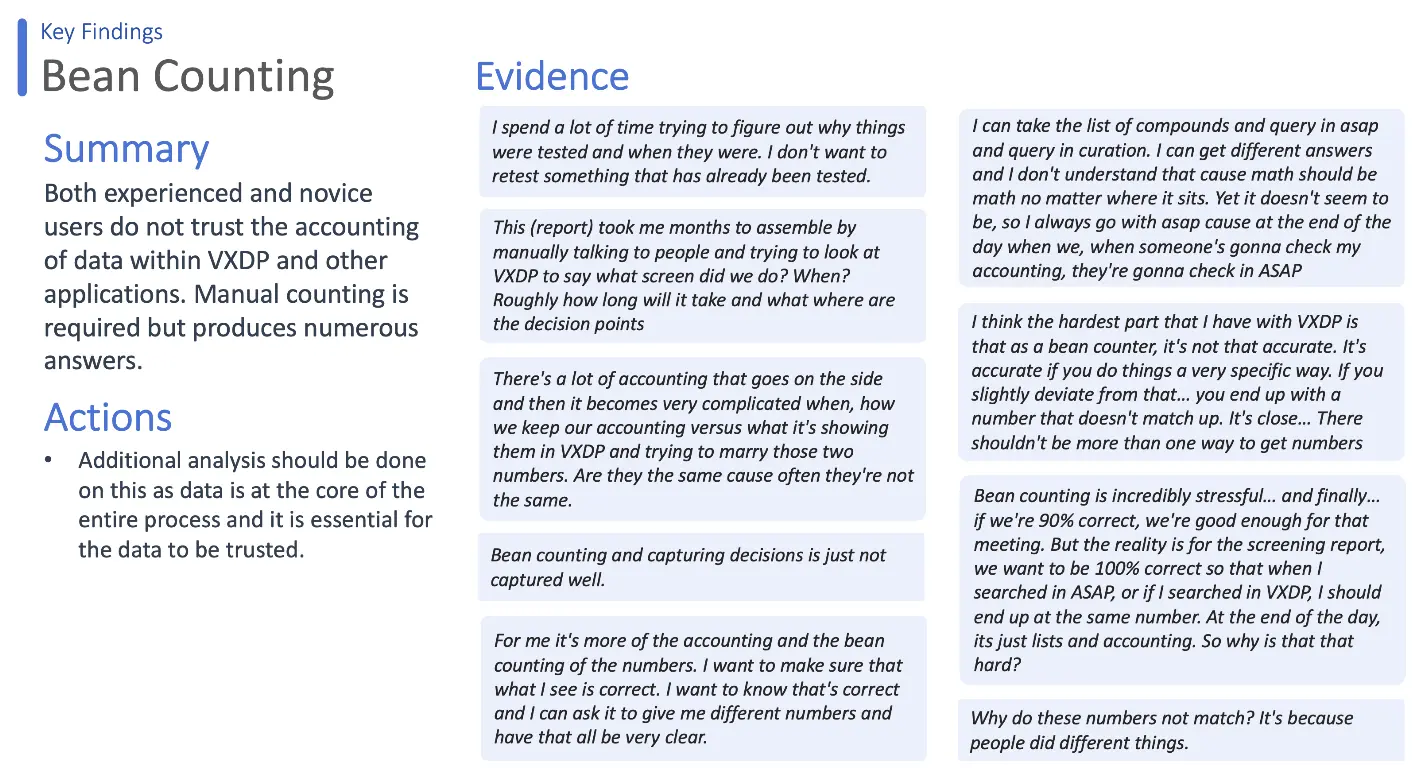 Key Findings
Bean Counting
Summary
Both experienced and novice
users do not trust the accounting
of data within VXDP and other
applications. Manual counting is
required but produces numerous
answers.
Actions
• Additional analysis should be done
on this as data is at the core of the
entire process and it is essential for
the data to be trusted.
Evidence
I spend a lot of time trying to figure out why things
were tested and when they were. I don't want to
retest something that has already been tested.
This (report) took me months to assemble by
manually talking to people and trying to look at
VXDP to say what screen did we do? When?
Roughly how long will it take and what where are
the decision points
There's a lot of accounting that goes on the side
and then it becomes very complicated when, how
we keep our accounting versus what it's showing
them in VXDP and trying to marry those two
numbers. Are they the same cause often they're not
the same.
Bean counting and capturing decisions is just not
captured well.
For me it's more of the accounting and the bean
counting of the numbers. I want to make sure that
what I see is correct. I want to know that's correct
and I can ask it to give me different numbers and
have that all be very clear.
I can take the list of compounds and query in asap
and query in curation. I can get different answers
and I don't understand that cause math should be
math no matter where it sits. Yet it doesn't seem to
be, so I always go with asap cause at the end of the
day when we, when someone's gonna check my
accounting, they're gonna check in ASAP
I think the hardest part that I have with VXDP is
that as a bean counter, it's not that accurate. It's
accurate if you do things a very specific way. If you
slightly deviate from that... you end up with a
number that doesn't match up. It's close... There
shouldn't be more than one way to get numbers
Bean counting is incredibly stressful... and finally...
if we're 90% correct, we're good enough for that
meeting. But the reality is for the screening report,
we want to be 100% correct so that when I
searched in ASAP, or if I searched in VXDP, I should
end up at the same number. At the end of the day,
its just lists and accounting. So why is that that
hard?
Why do these numbers not match? It's because
people did different things.